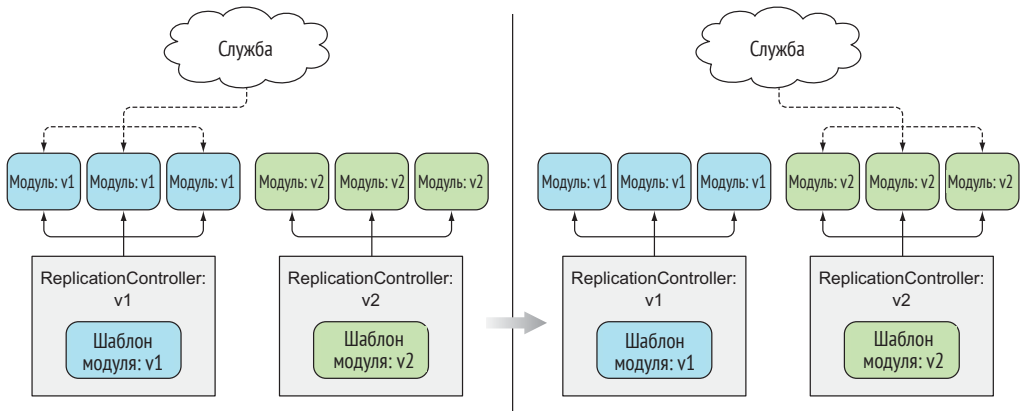 Служба
Служба
Модуль: v1
Модуль: v1
Модуль: v1
Модуль: v2
Модуль: v2
Модуль: v2
Модуль: v1
Модуль: v1
Модуль: v1
Модуль: v2
Модуль: v2
Модуль: v2
ReplicationController:
v1
Шаблон
модуля: v1
ReplicationController:
v2
Шаблон
модуля: v2
ReplicationController:
v1
Шаблон
модуля: v1
ReplicationController:
v2
Шаблон
модуля: v2